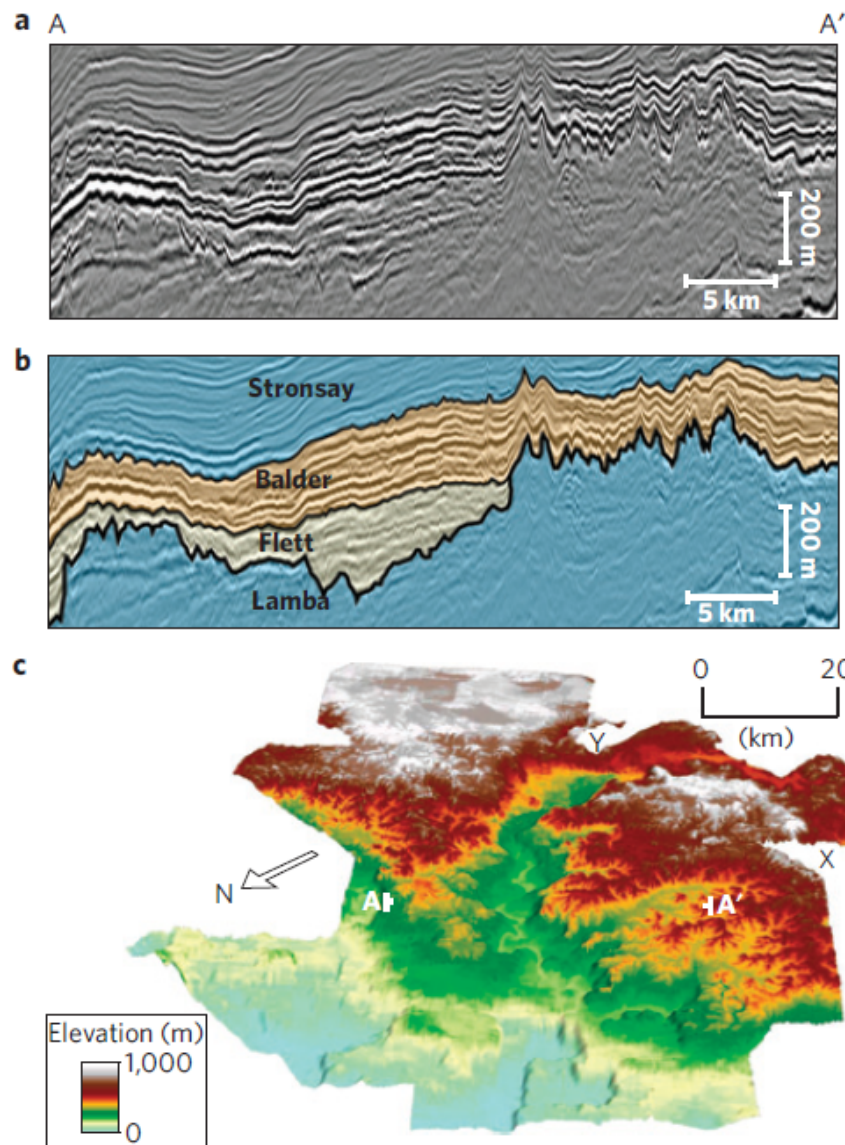 a A A′
200 m
5 km
b
Stronsay
Balder
Flett
Lamba
200 m
5 km
c
0 20
(km)
Y
X
N
A A′
Elevation (m)
1,000
0